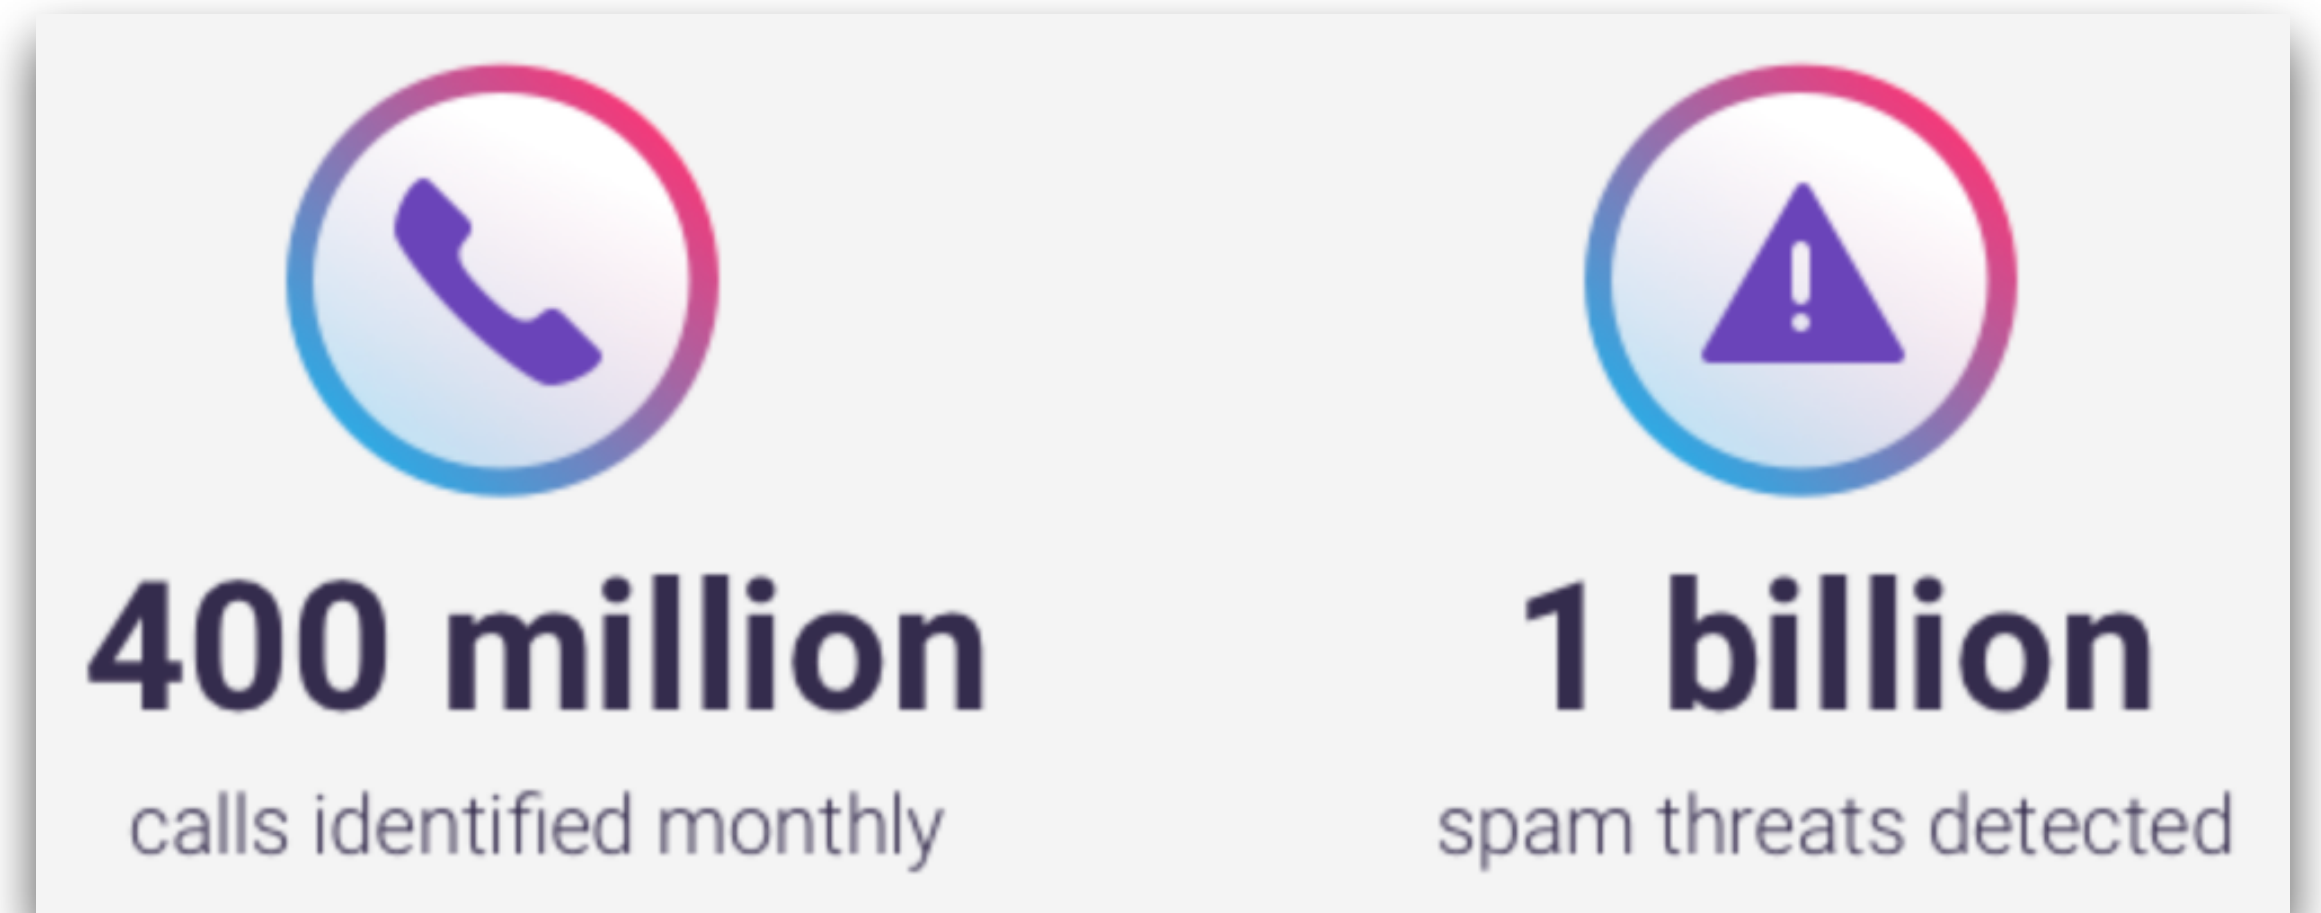 400 million
calls identified monthly
1 billion
spam threats detected